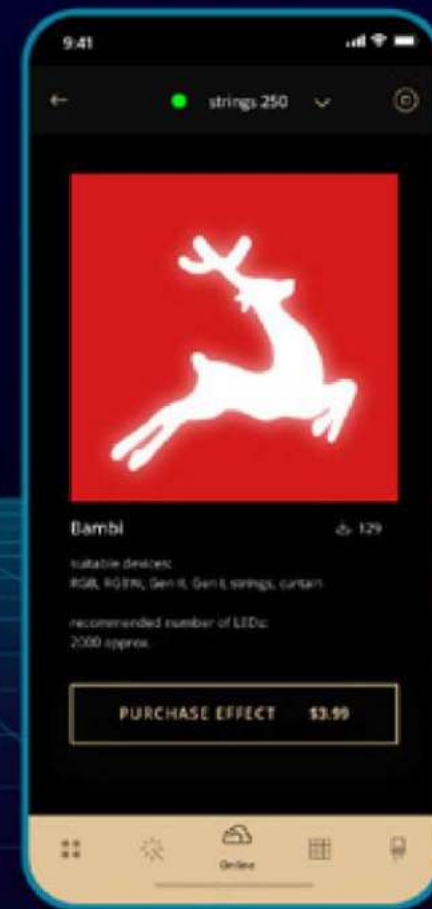 9:41
strings 250
Bambi 129
suitable devices:
RGB, RGBW, Gen II, Gen I, strings, curtain
recommended number of LEDs:
2000 approx.
PURCHASE EFFECT $3.99
Online